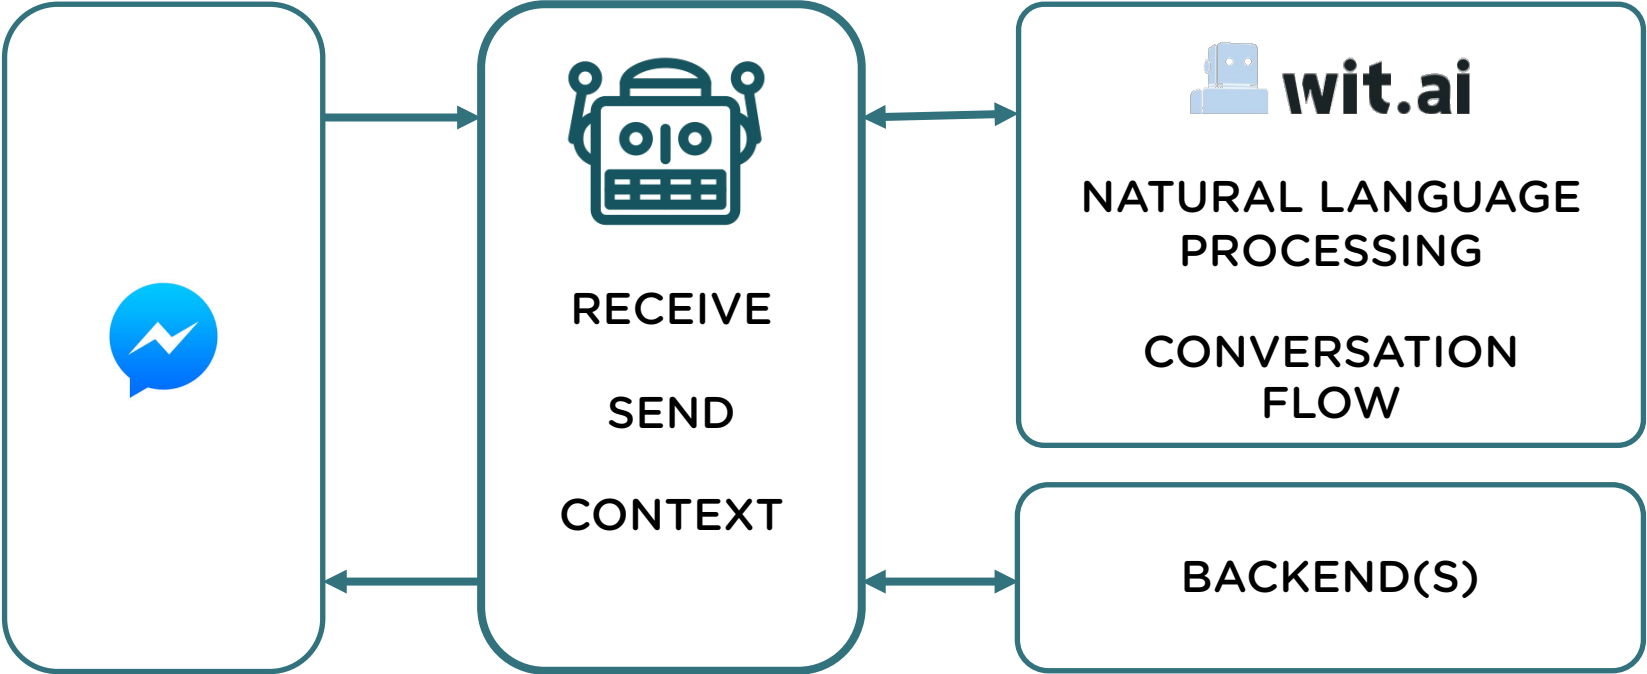 RECEIVE
SEND
CONTEXT
wit.ai
NATURAL LANGUAGE
PROCESSING
CONVERSATION
FLOW
BACKEND(S)